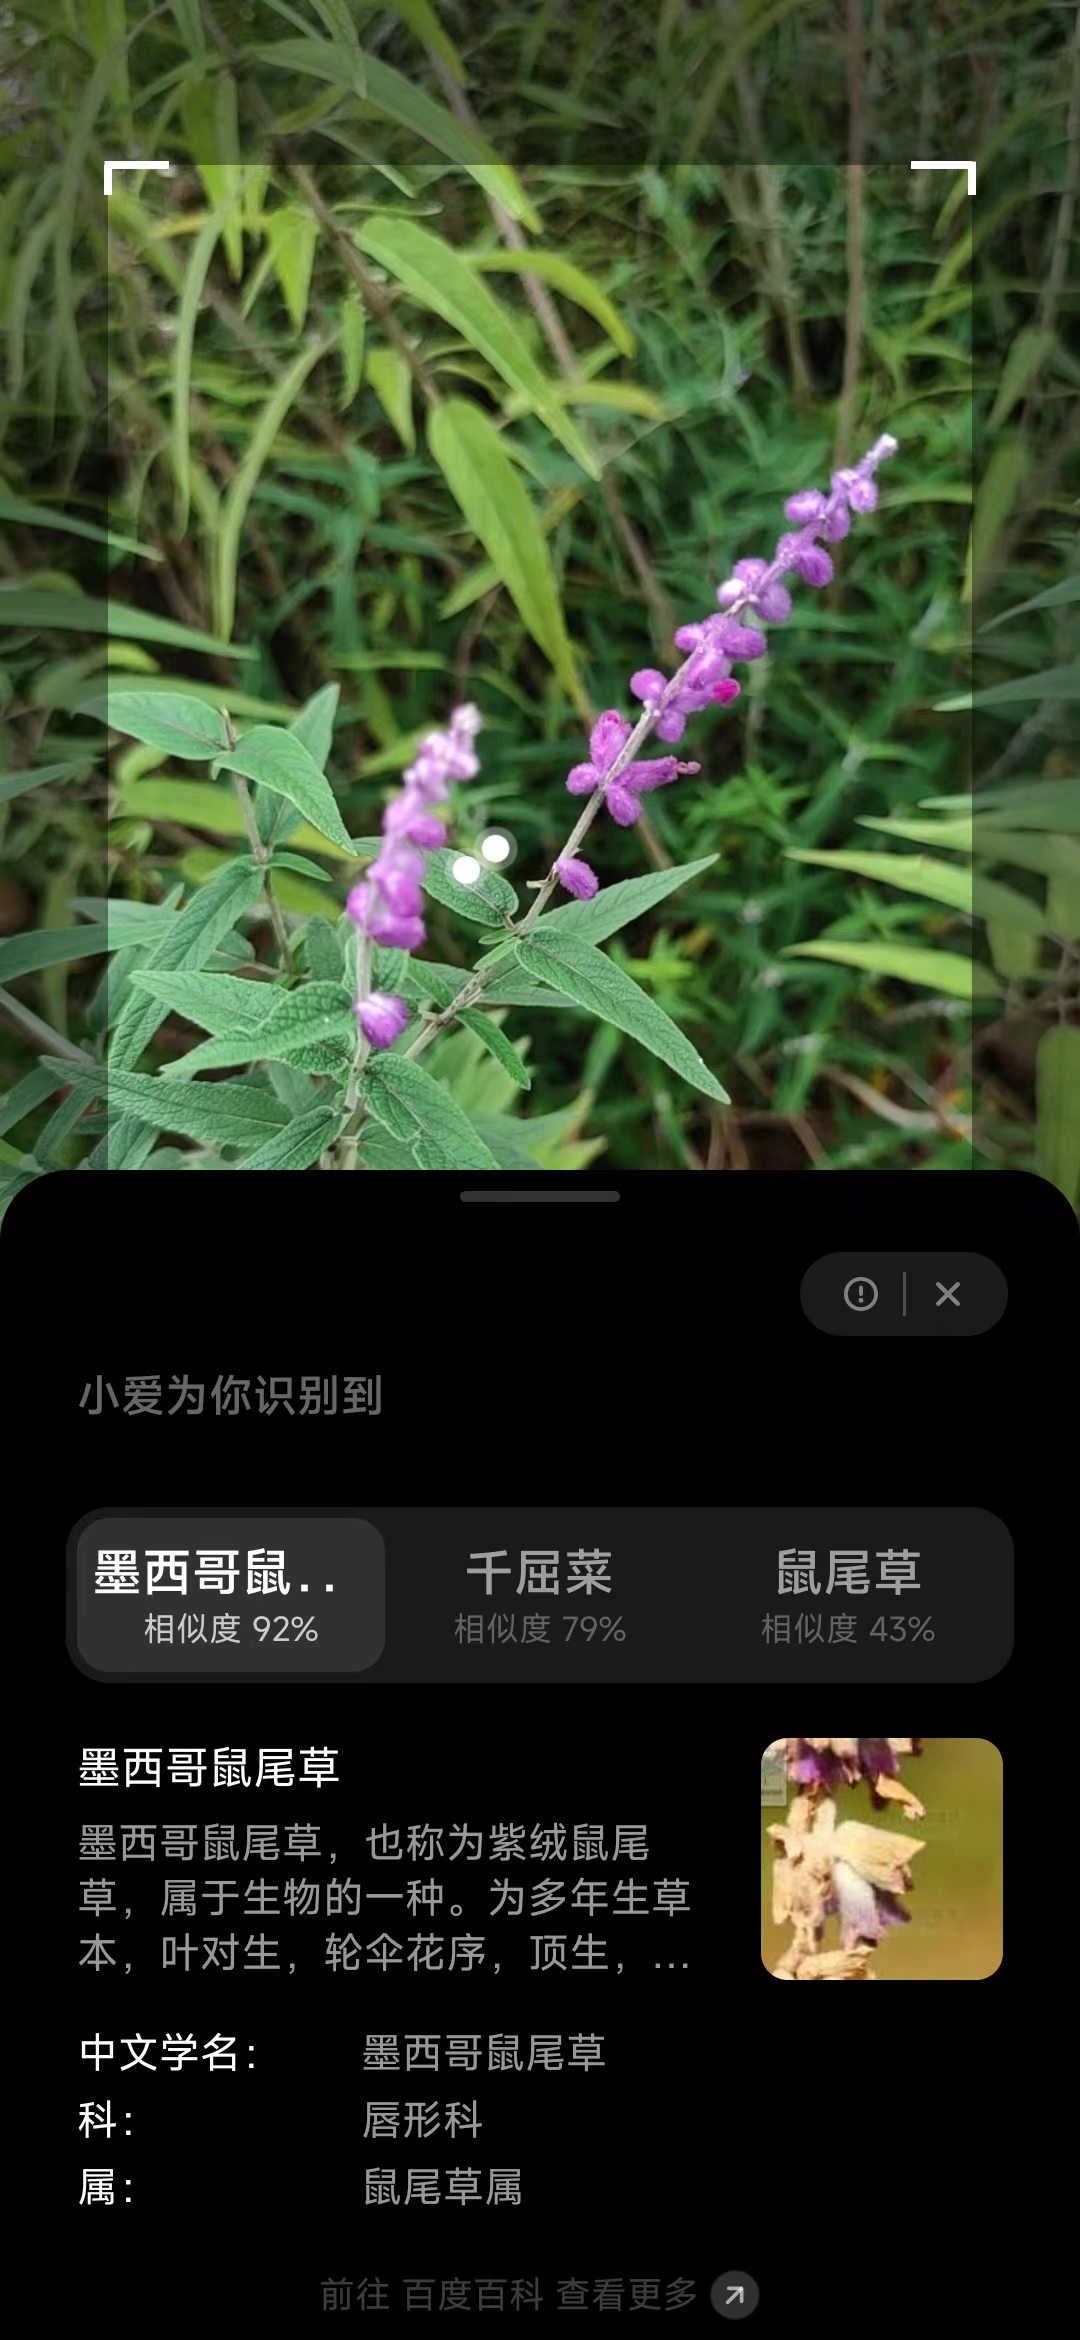 小爱为你识别到
墨西哥鼠..
相似度 92%
千屈菜
相似度 79%
鼠尾草
相似度 43%
墨西哥鼠尾草
墨西哥鼠尾草，也称为紫绒鼠尾
草，属于生物的一种。为多年生草
本，叶对生，轮伞花序，顶生，...
中文学名： 墨西哥鼠尾草
科： 唇形科
属： 鼠尾草属
前往 百度百科 查看更多